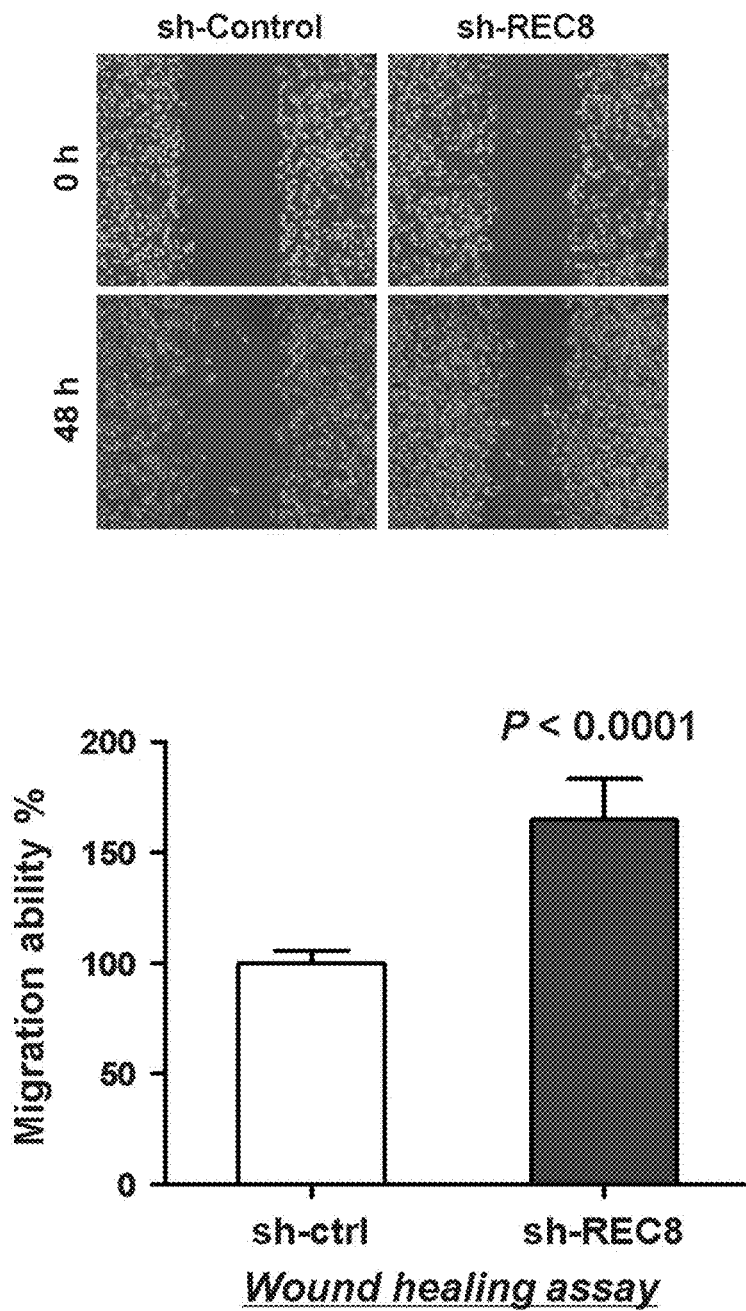 sh-Control sh-REC8
0 h
48 h
P < 0.0001
Migration ability %
200
150
100
50
0
sh-ctrl sh-REC8
Wound healing assay